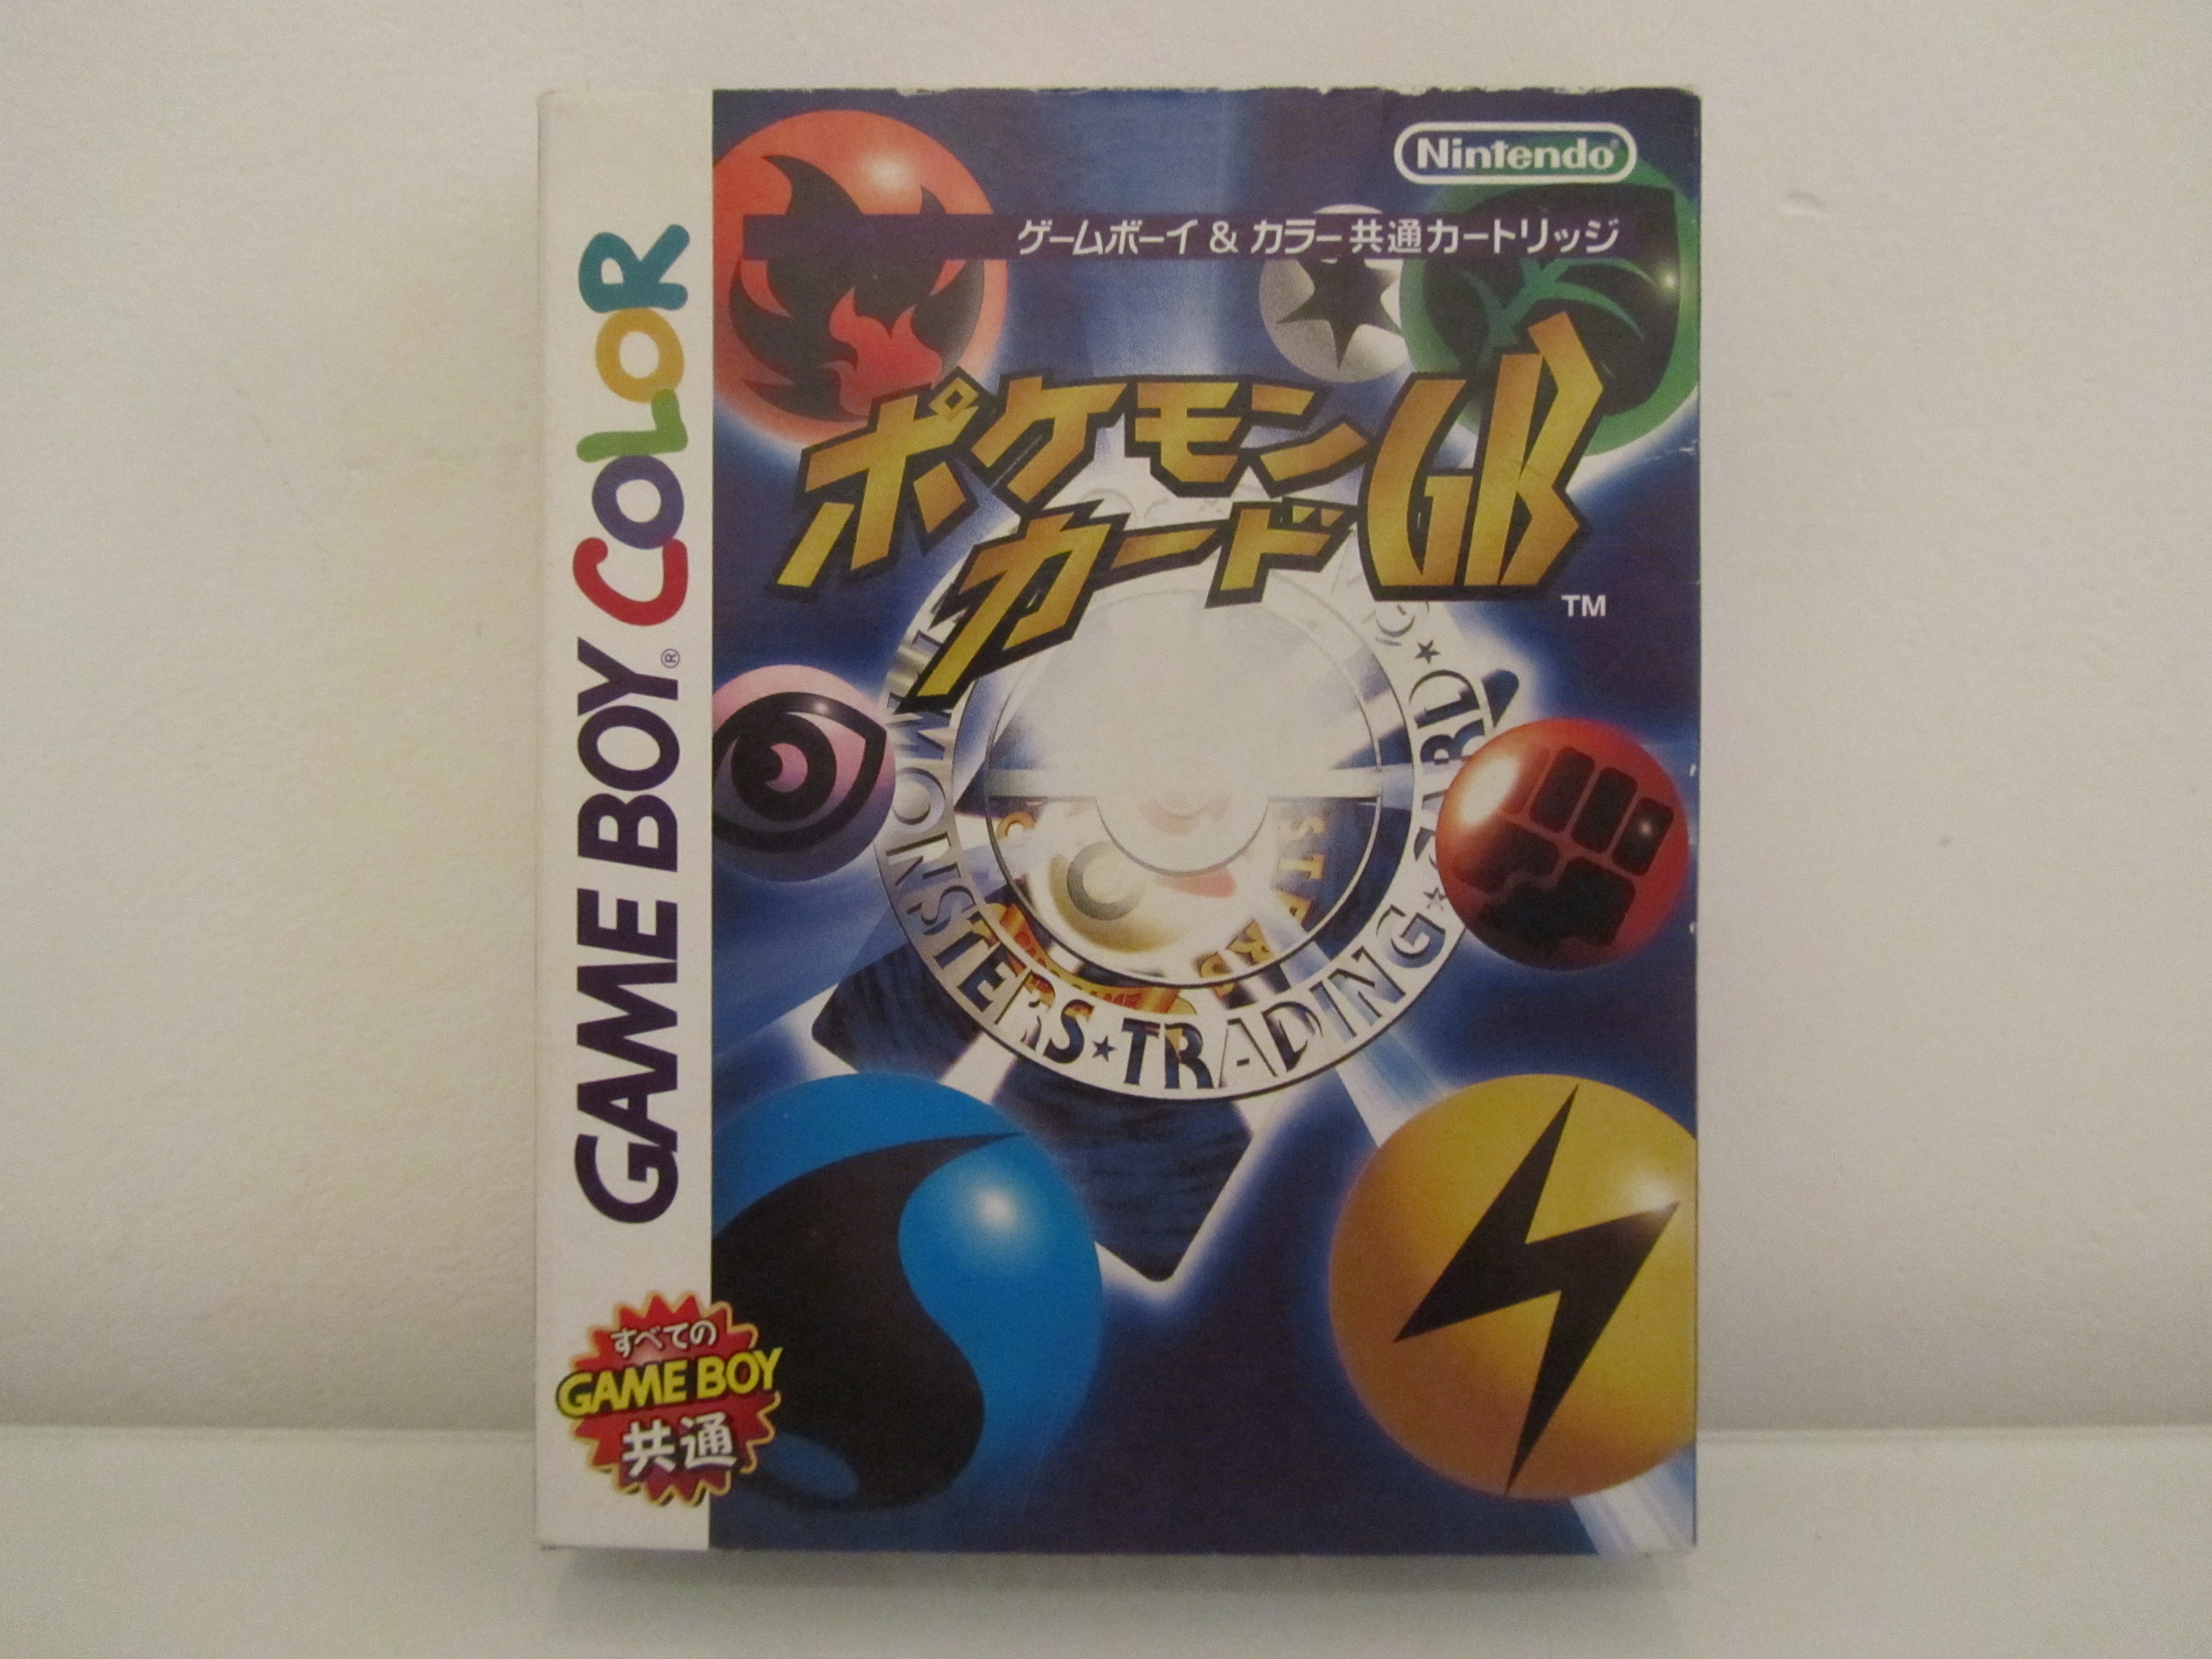 Nintendo®
ゲームボーイ & カラー共通カートリッジ
ポケモン
カードGB
TM
GAME BOY® COLOR
MONSTERS★TRADING★CARD★
すべての
GAME BOY
共通